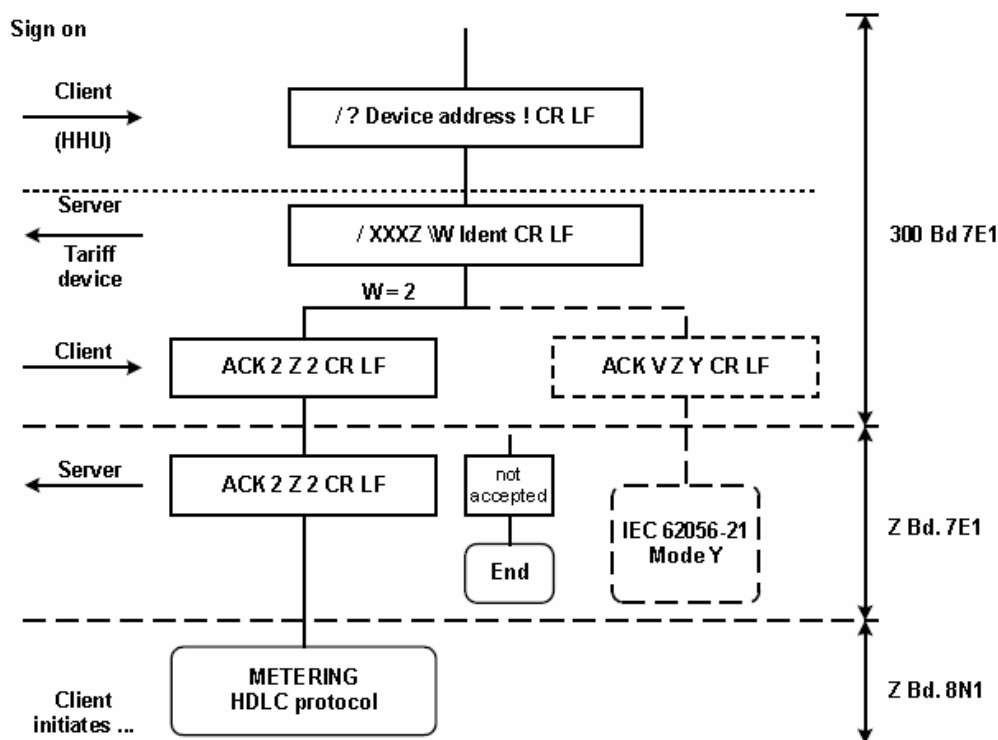 Sign on
Client
(HHU)
/ ? Device address ! CR LF
Server
Tariff
device
/ XXXZ \W Ident CR LF
300 Bd 7E1
W = 2
Client
ACK 2 Z 2 CR LF
ACK V Z Y CR LF
Server
ACK 2 Z 2 CR LF
not
accepted
End
IEC 62056-21
Mode Y
Z Bd. 7E1
METERING
HDLC protocol
Client
initiates ...
Z Bd. 8N1